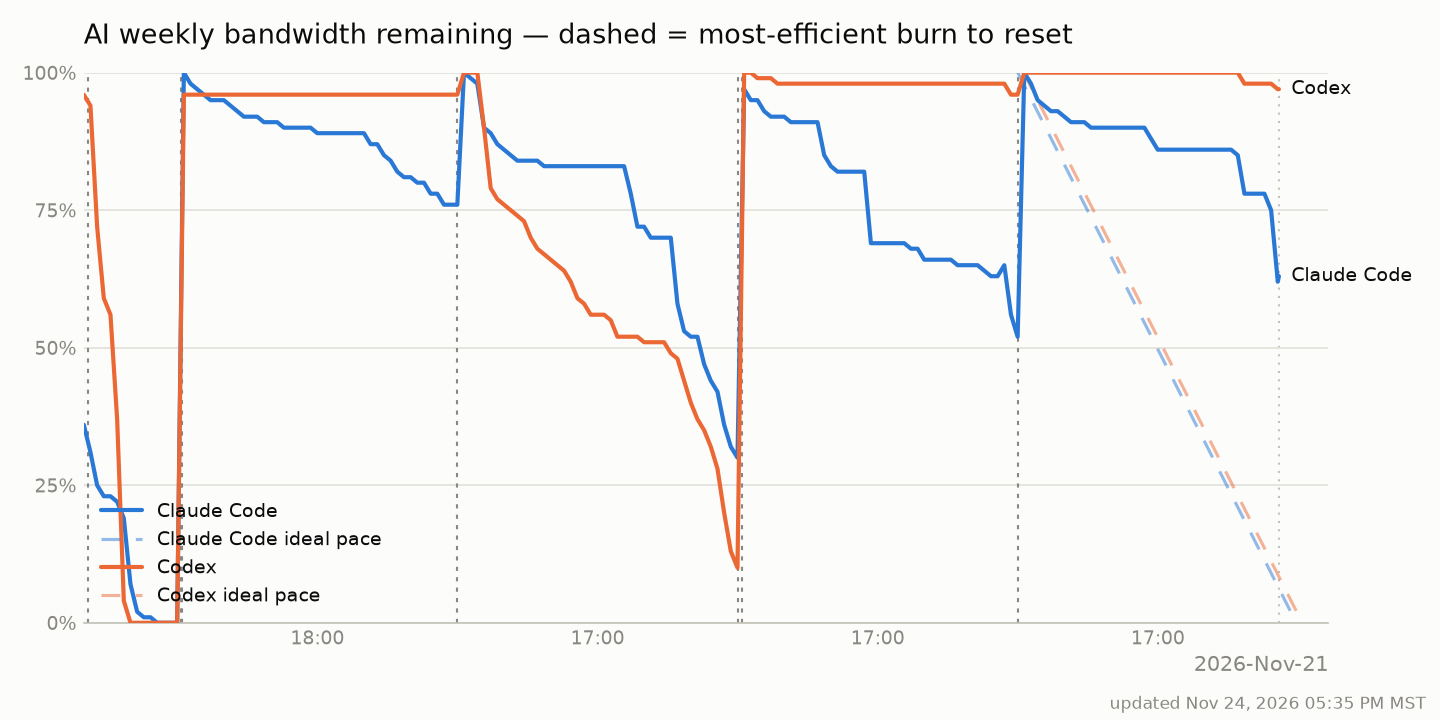 AI weekly bandwidth remaining — dashed = most-efficient burn to reset
100%
75%
50%
25%
0%
Codex
Claude Code
Claude Code
Claude Code ideal pace
Codex
Codex ideal pace
18:00 17:00 17:00 17:00
2026-Nov-21
updated Nov 24, 2026 05:35 PM MST